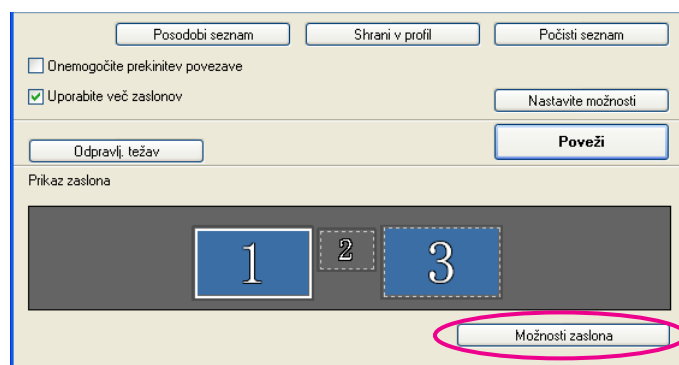 Posodobi seznam Shrani v profil Počisti seznam
Onemogočite prekinitev povezave
Uporabite več zaslonov Nastavite možnosti
Odpravlj. težav Poveži
Prikaz zaslona
1 2 3
Možnosti zaslona